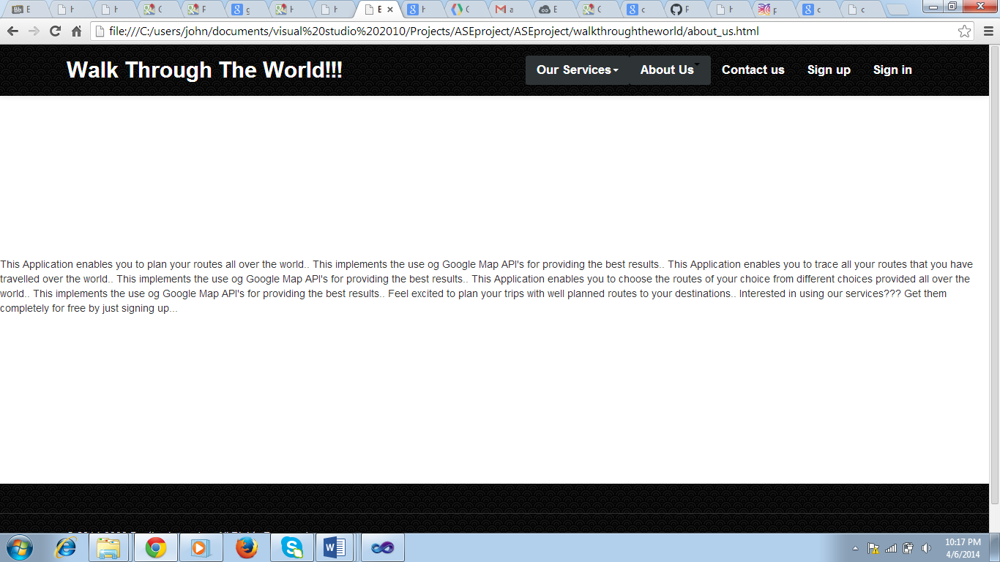 Bb E
H
H
C
F
g
H
H
E
H
C
a
E
C
c
F
H
p
c
c
file:///C:/users/john/documents/visual%20studio%202010/Projects/ASEproject/ASEproject/walkthroughtheworld/about_us.html
Walk Through The World!!! Our Services About Us Contact us Sign up Sign in
This Application enables you to plan your routes all over the world.. This implements the use og Google Map API's for providing the best results.. This Application enables you to trace all your routes that you have
travelled over the world.. This implements the use og Google Map API's for providing the best results.. This Application enables you to choose the routes of your choice from different choices provided all over the
world.. This implements the use og Google Map API's for providing the best results.. Feel excited to plan your trips with well planned routes to your destinations.. Interested in using our services??? Get them
completely for free by just signing up...
10:17 PM
4/6/2014